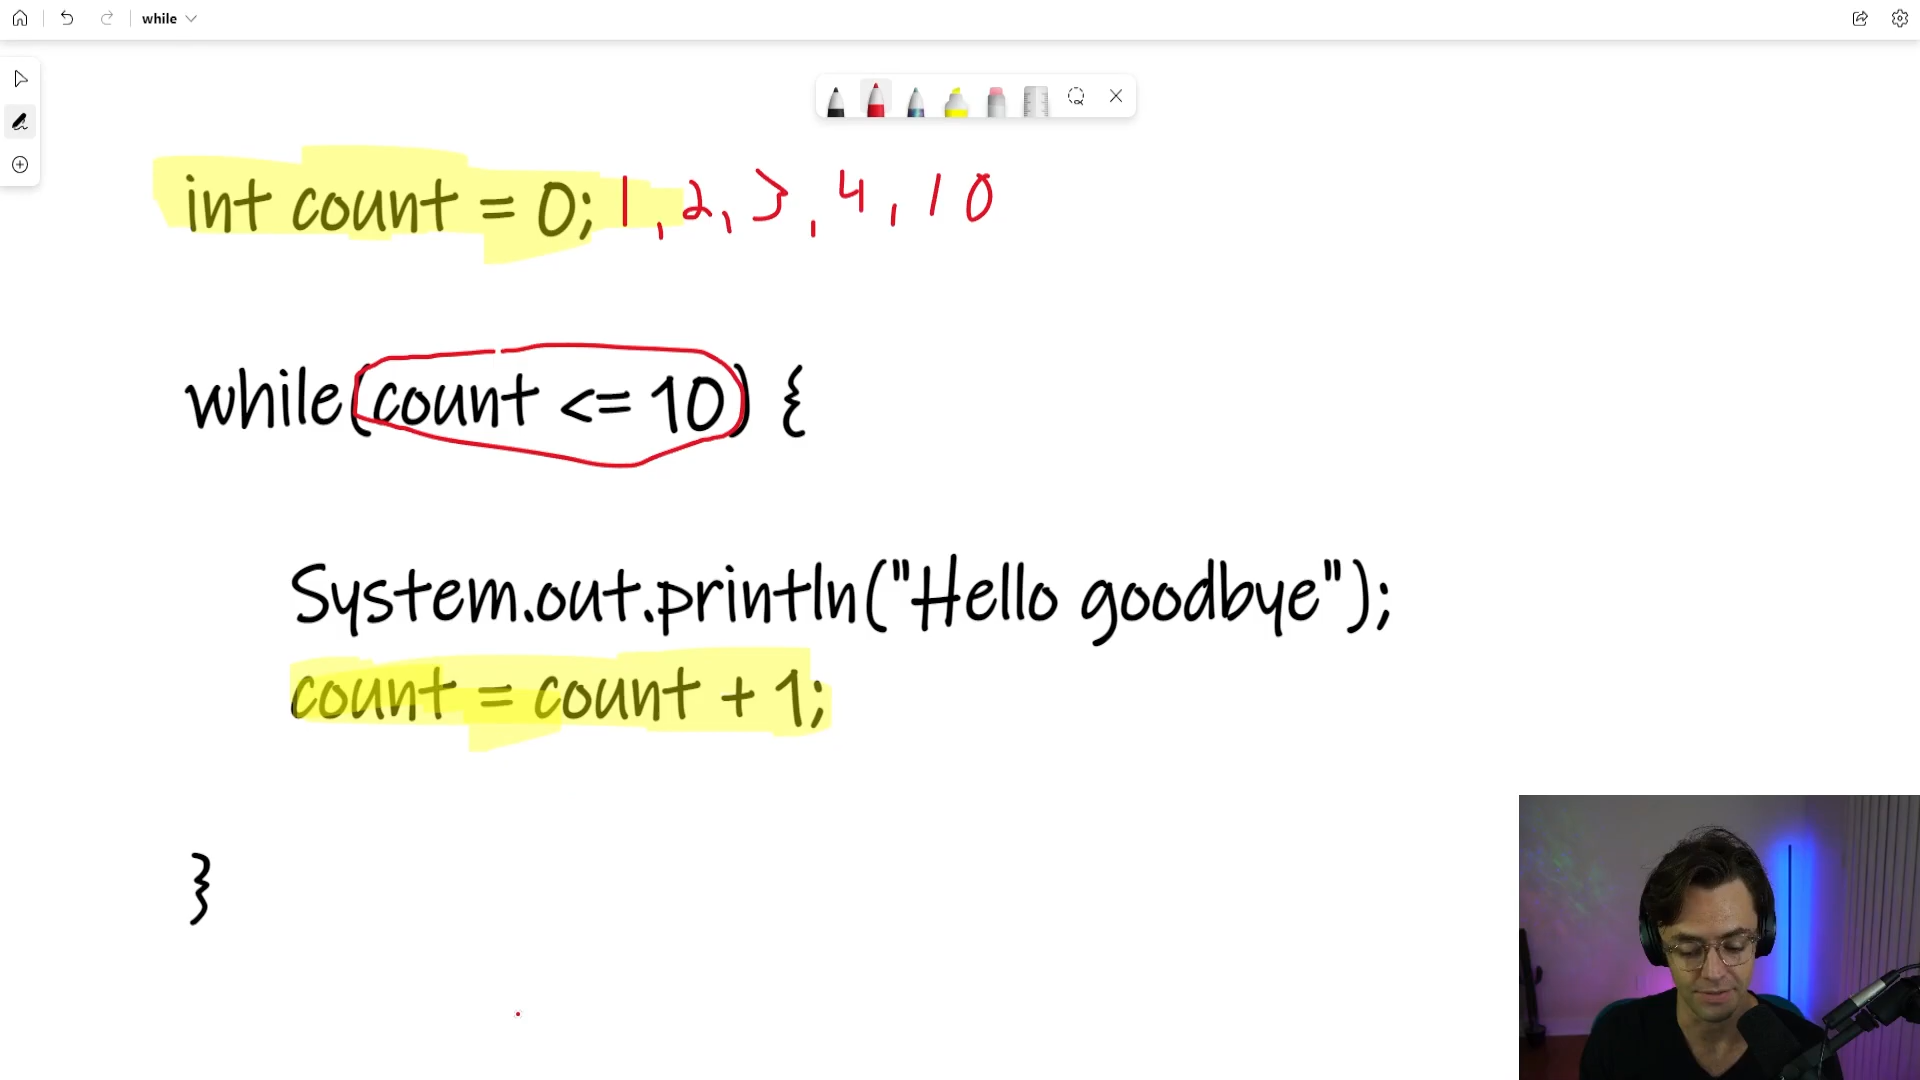 while
int count = 0; 1, 2, 3, 4, 10
while(count <= 10) {
System.out.println("Hello goodbye");
count = count + 1;
}